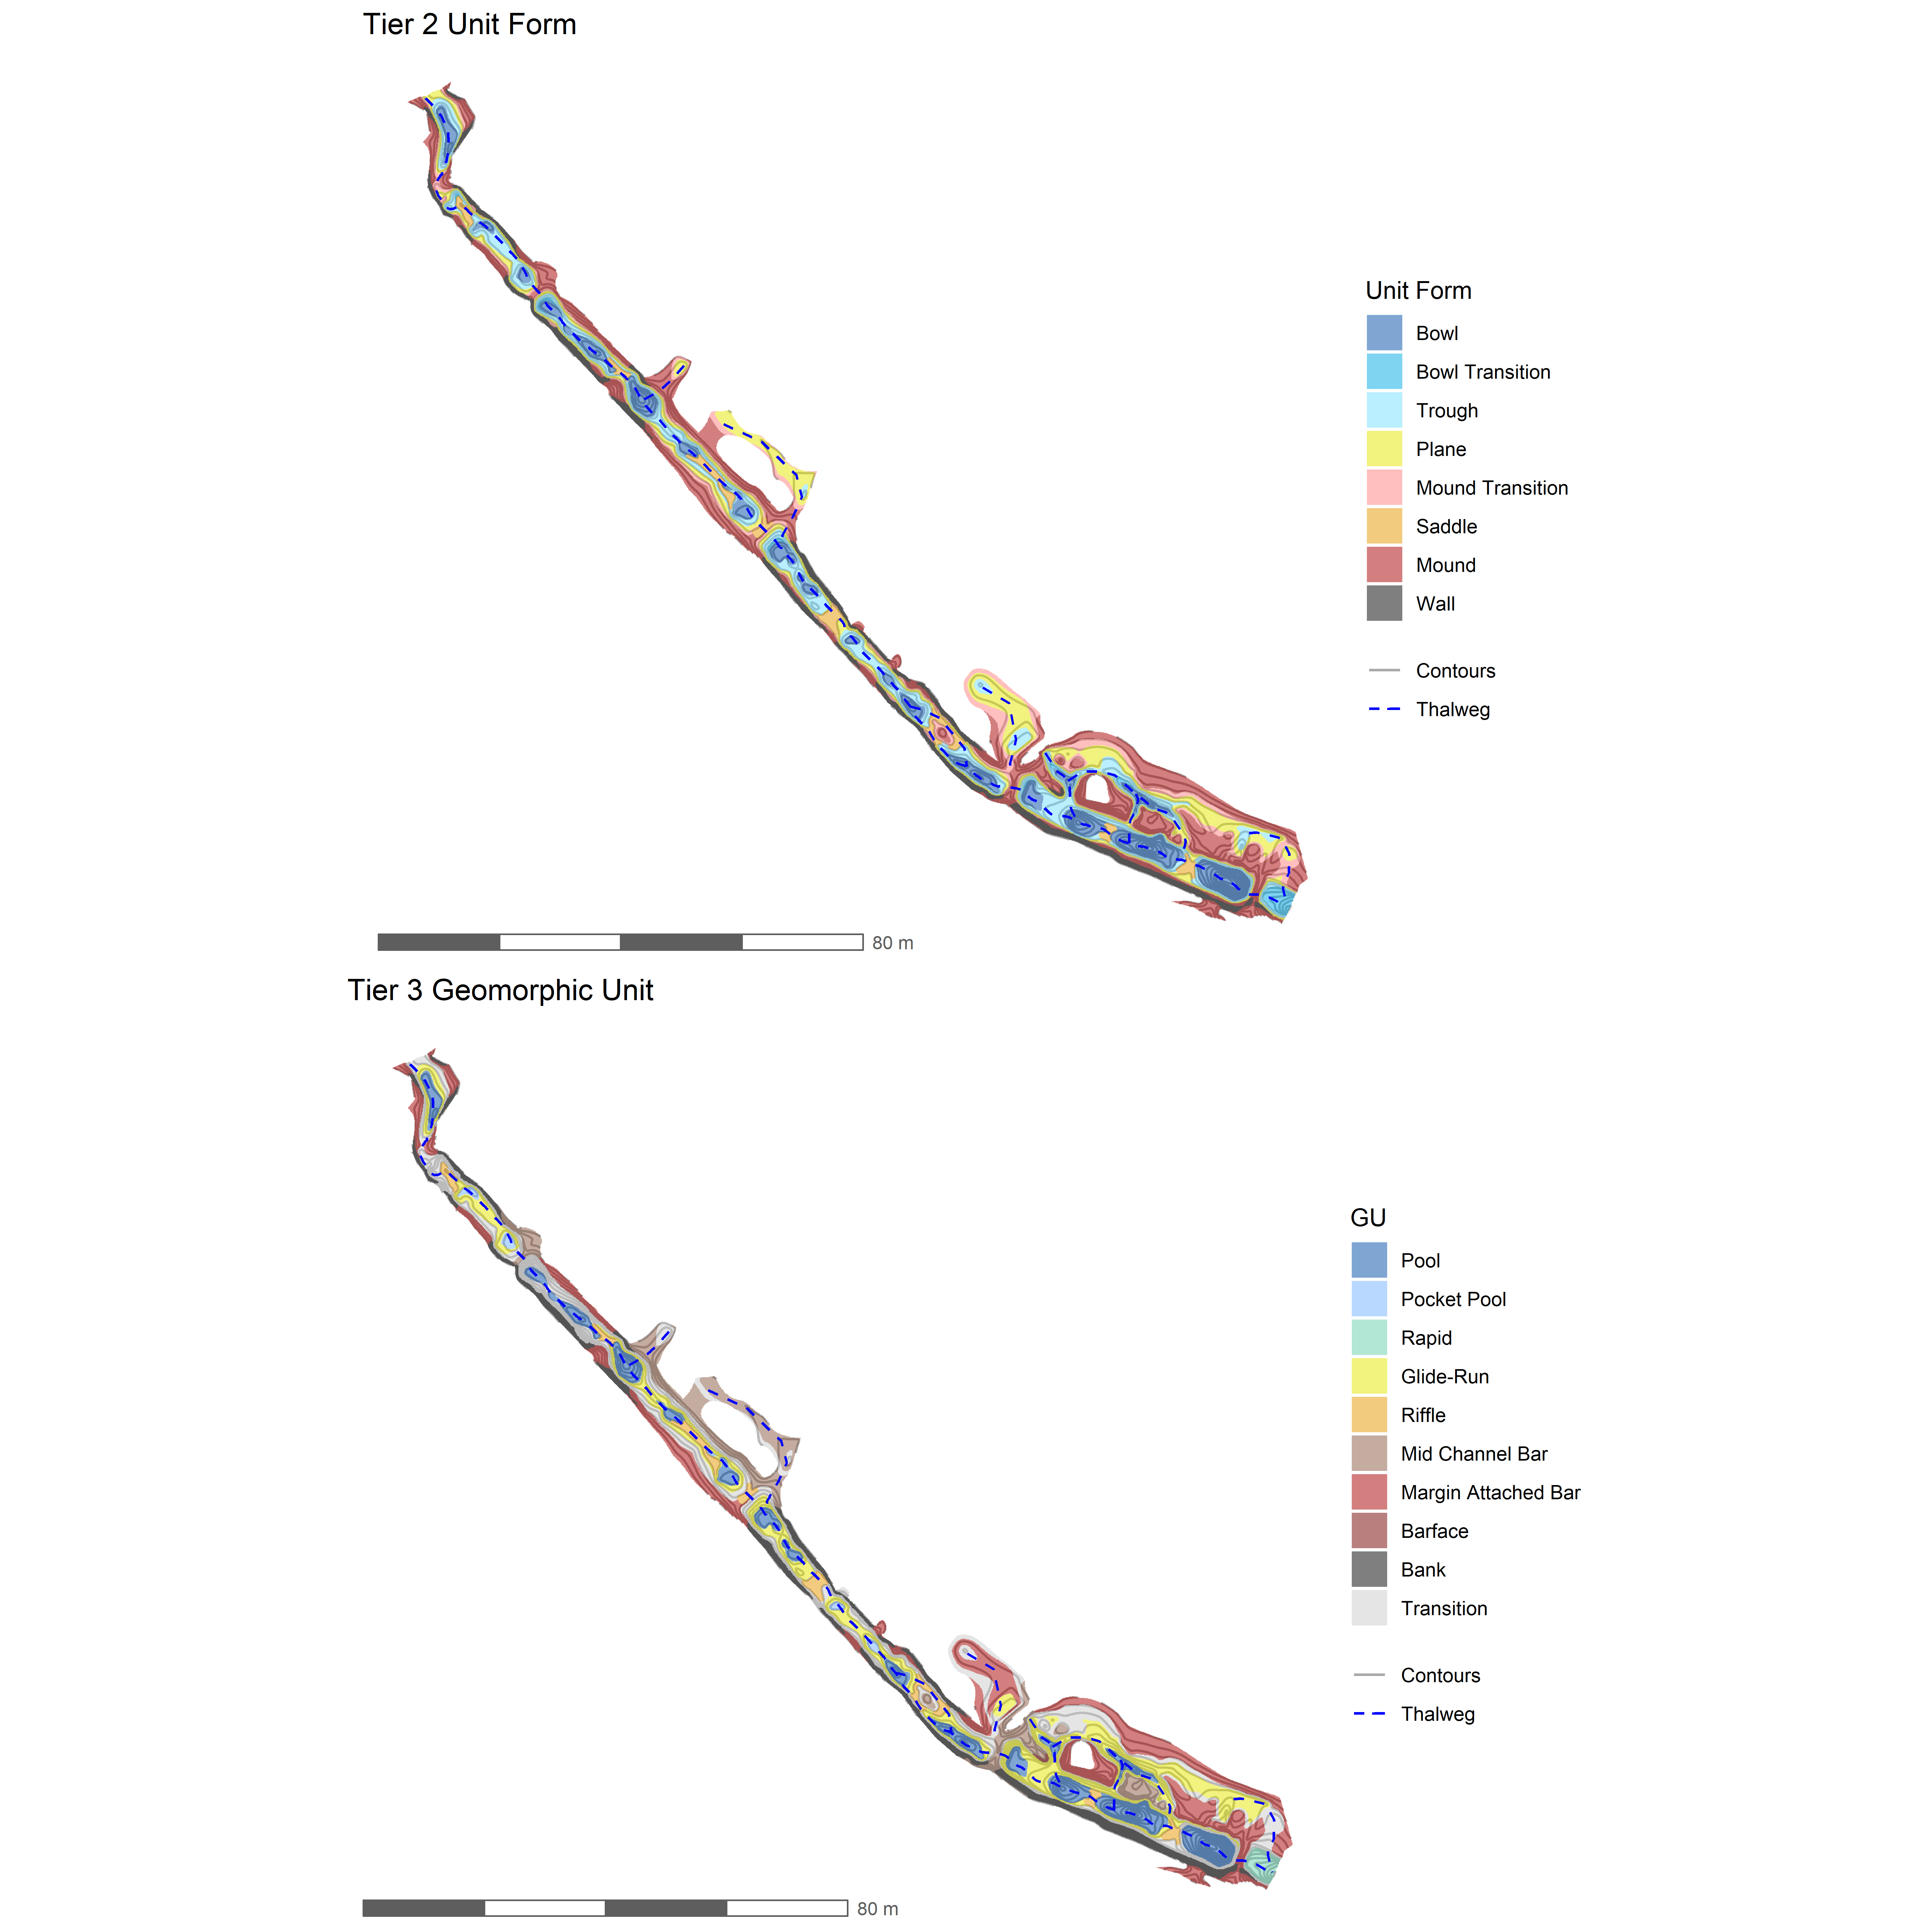 Tier 2 Unit Form
Unit Form
Bowl
Bowl Transition
Trough
Plane
Mound Transition
Saddle
Mound
Wall
Contours
Thalweg
80 m
Tier 3 Geomorphic Unit
GU
Pool
Pocket Pool
Rapid
Glide-Run
Riffle
Mid Channel Bar
Margin Attached Bar
Barface
Bank
Transition
Contours
Thalweg
80 m